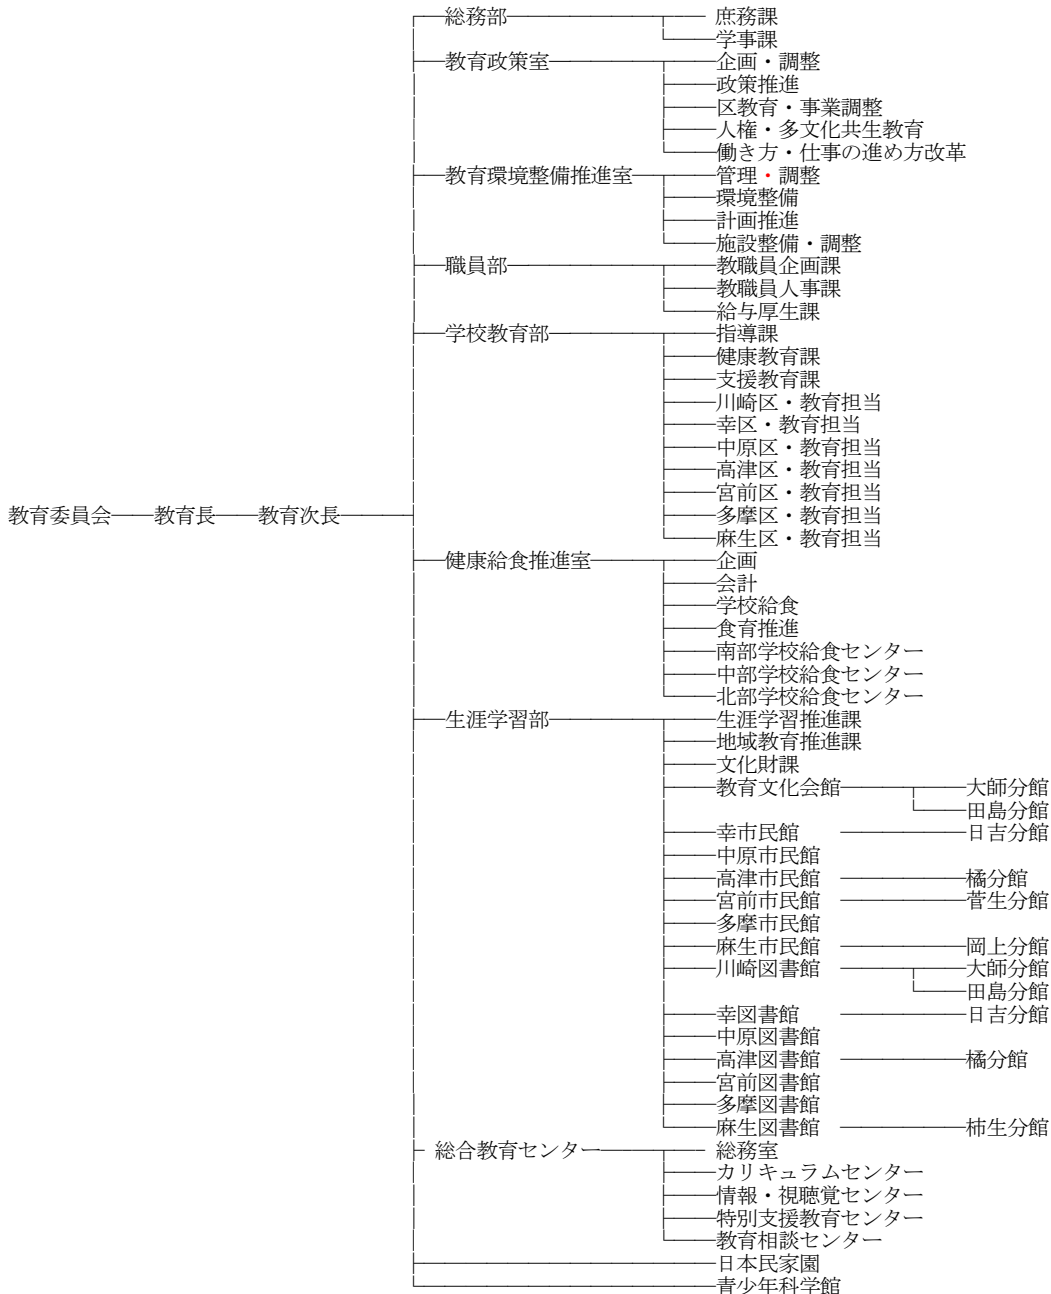 総務部 庶務課
学事課
教育政策室 企画・調整
政策推進
区教育・事業調整
人権・多文化共生教育
働き方・仕事の進め方改革
教育環境整備推進室 管理・調整
環境整備
計画推進
施設整備・調整
職員部 教職員企画課
教職員人事課
給与厚生課
学校教育部 指導課
健康教育課
支援教育課
川崎区・教育担当
幸区・教育担当
中原区・教育担当
高津区・教育担当
宮前区・教育担当
教育委員会 教育長 教育次長 多摩区・教育担当
麻生区・教育担当
健康給食推進室 企画
会計
学校給食
食育推進
南部学校給食センター
中部学校給食センター
北部学校給食センター
生涯学習部 生涯学習推進課
地域教育推進課
文化財課
教育文化会館 大師分館
田島分館
幸市民館 日吉分館
中原市民館
高津市民館 橘分館
宮前市民館 菅生分館
多摩市民館
麻生市民館 岡上分館
川崎図書館 大師分館
田島分館
幸図書館 日吉分館
中原図書館
高津図書館 橘分館
宮前図書館
多摩図書館
麻生図書館 柿生分館
総合教育センター 総務室
カリキュラムセンター
情報・視聴覚センター
特別支援教育センター
教育相談センター
日本民家園
青少年科学館